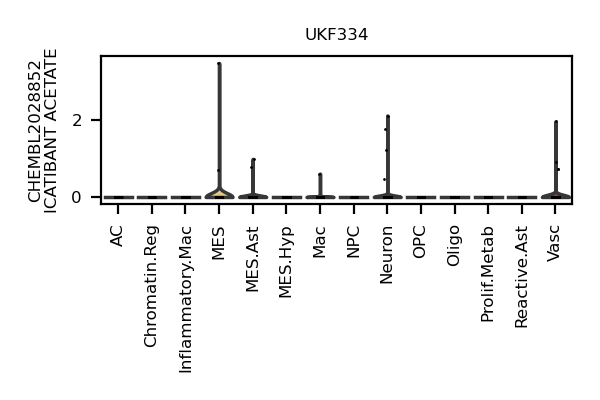 UKF334
CHEMBL2028852
ICATIBANT ACETATE
2
0
AC
Chromatin.Reg
Inflammatory.Mac
MES
MES.Ast
MES.Hyp
Mac
NPC
Neuron
OPC
Oligo
Prolif.Metab
Reactive.Ast
Vasc